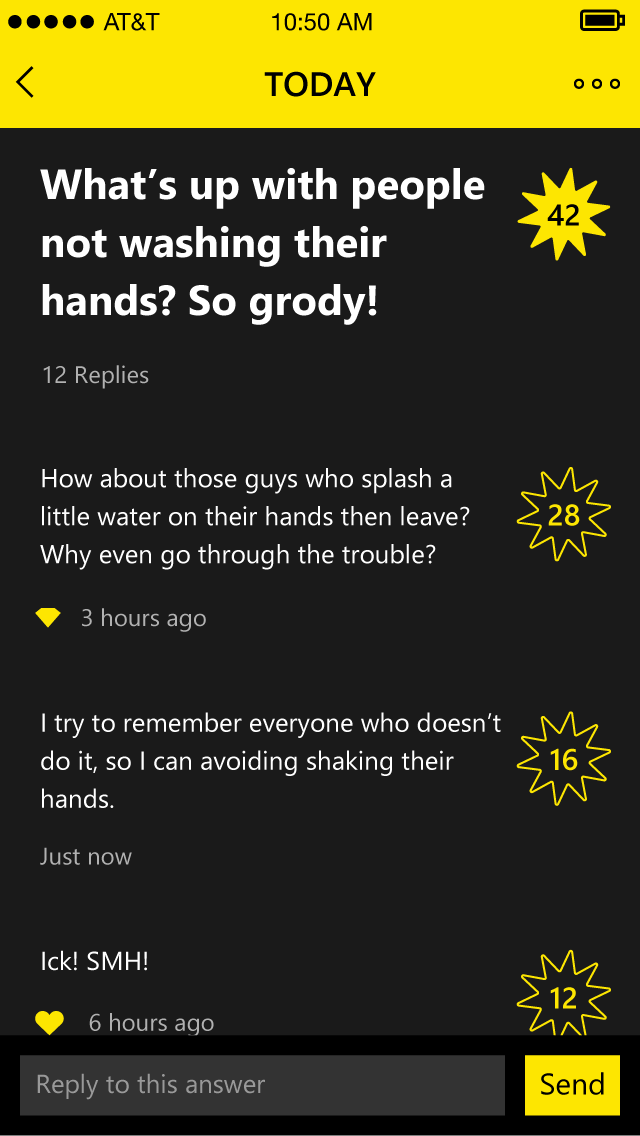 AT&T 10:50 AM
TODAY
What’s up with people
not washing their
hands? So grody!
42
12 Replies
How about those guys who splash a
little water on their hands then leave?
Why even go through the trouble?
28
3 hours ago
I try to remember everyone who doesn’t
do it, so I can avoiding shaking their
hands.
16
Just now
Ick! SMH!
12
6 hours ago
Reply to this answer
Send